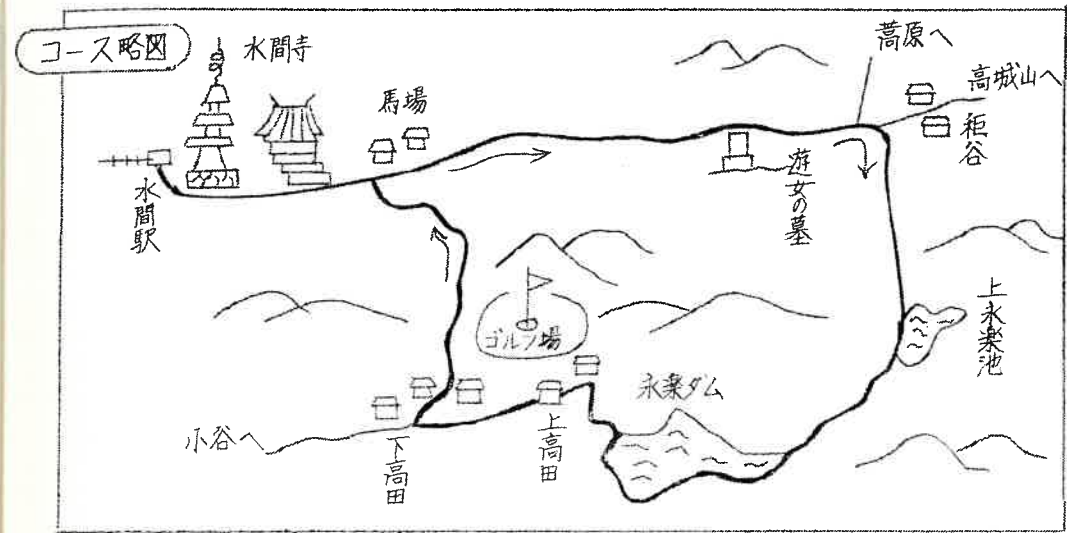 コース略図
水間寺
馬場
蕎原へ
高城山へ
秬谷
水間駅
遊女の墓
上永楽池
ゴルフ場
永楽ダム
小谷へ
下高田
上高田